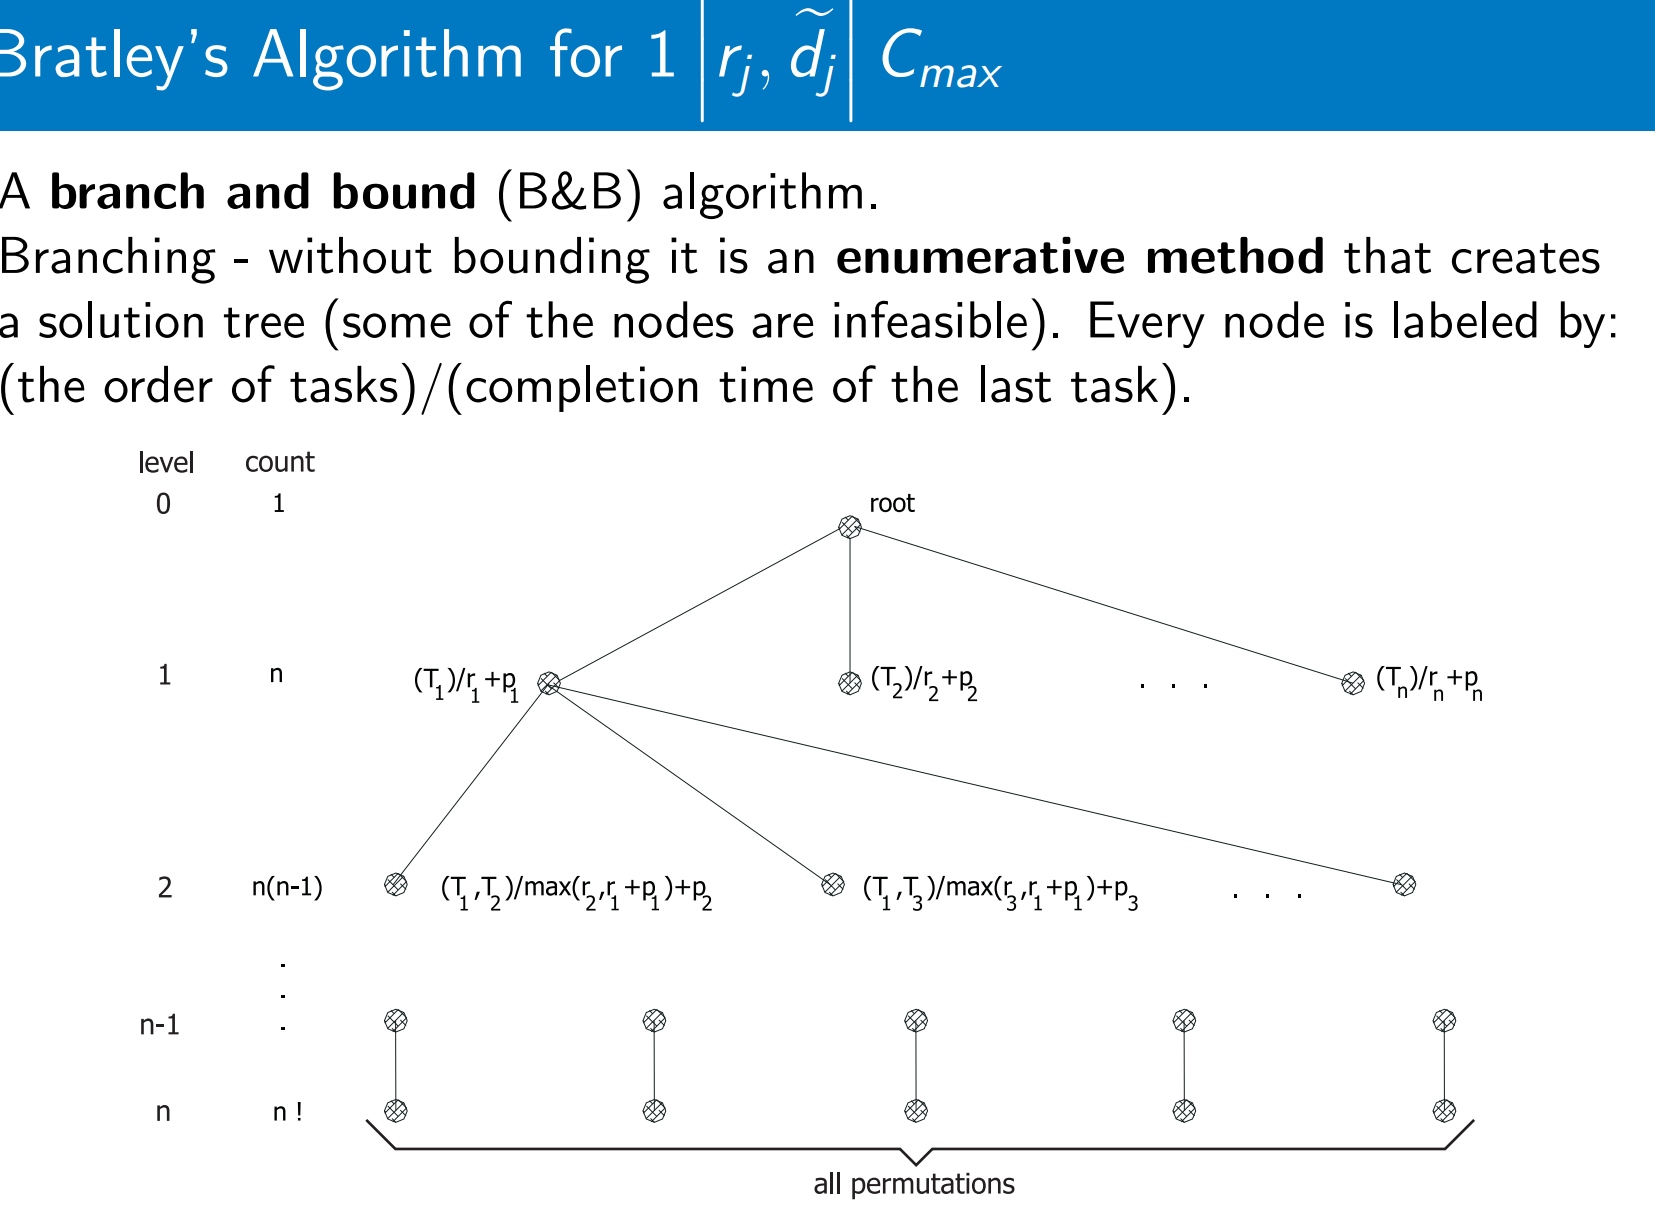 Bratley's Algorithm for 1 |r_j, \widetilde{d_j}| C_max
A branch and bound (B&B) algorithm.
Branching - without bounding it is an enumerative method that creates
a solution tree (some of the nodes are infeasible). Every node is labeled by:
(the order of tasks)/(completion time of the last task).
level count
0 1 root
1 n (T_1)/r_1+p_1 (T_2)/r_2+p_2 . . . (T_n)/r_n+p_n
2 n(n-1) (T_1,T_2)/max(r_2,r_1+p_1)+p_2 (T_1,T_3)/max(r_3,r_1+p_1)+p_3 . . .
.
.
n-1 .
n n !
all permutations